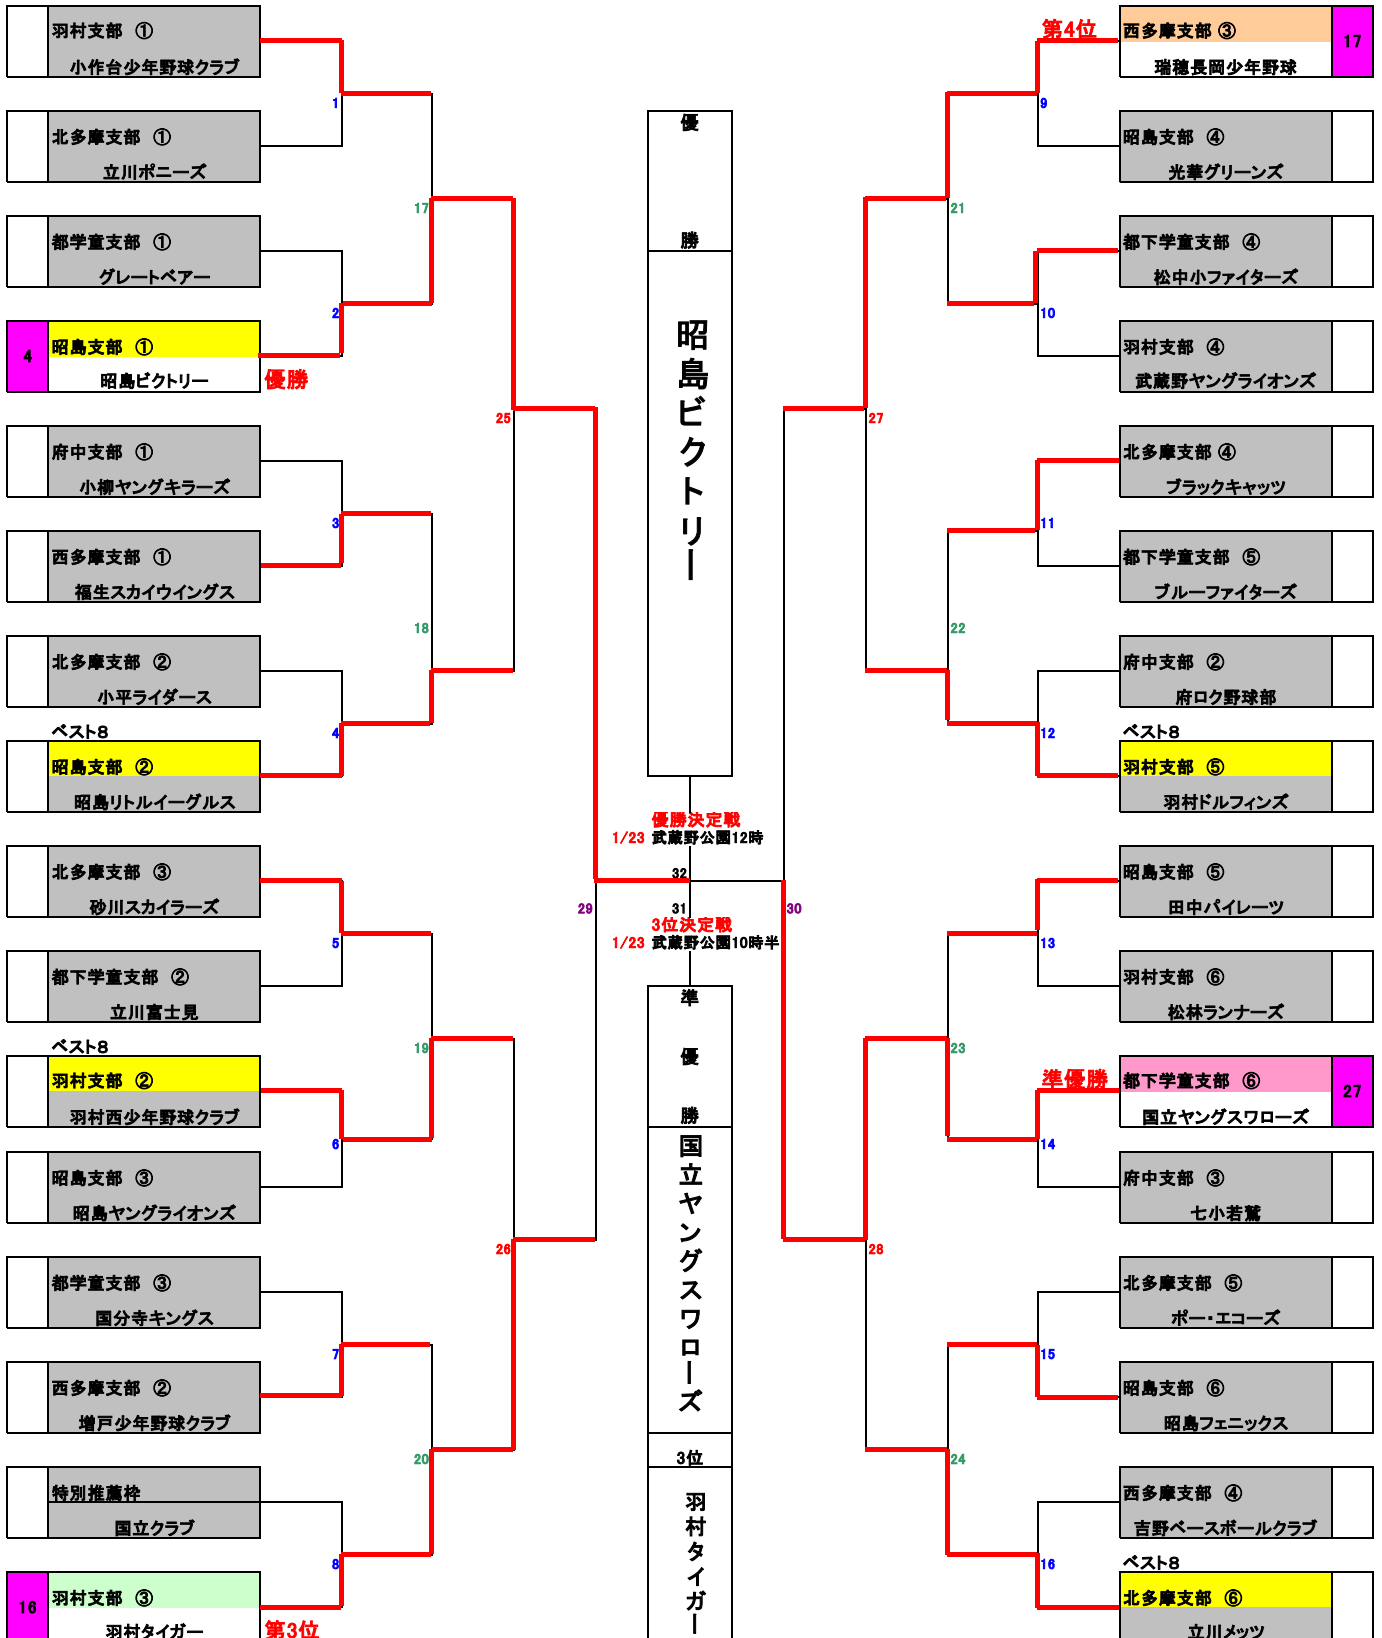 羽村支部 ①
小作台少年野球クラブ
1
北多摩支部 ①
立川ポニーズ
17
都学童支部 ①
グレートベアー
2
4
昭島支部 ①
昭島ビクトリー
優勝
25
府中支部 ①
小柳ヤングキラーズ
3
西多摩支部 ①
福生スカイウイングス
18
北多摩支部 ②
小平ライダース
4
ベスト8
昭島支部 ②
昭島リトルイーグルス
北多摩支部 ③
砂川スカイラーズ
29
5
都下学童支部 ②
立川富士見
19
ベスト8
羽村支部 ②
羽村西少年野球クラブ
6
昭島支部 ③
昭島ヤングライオンズ
26
都学童支部 ③
国分寺キングス
7
西多摩支部 ②
増戸少年野球クラブ
20
特別推薦枠
国立クラブ
8
16
羽村支部 ③
羽村タイガー
第3位
優勝
昭島ビクトリー
優勝決定戦
1/23 武蔵野公園12時
32
31
3位決定戦
1/23 武蔵野公園10時半
準優勝
国立ヤングスワローズ
3位
羽村タイガー
第4位
西多摩支部 ③
17
瑞穂長岡少年野球
9
昭島支部 ④
光華グリーンズ
21
都下学童支部 ④
松中小ファイターズ
10
羽村支部 ④
武蔵野ヤングライオンズ
27
北多摩支部 ④
ブラックキャッツ
11
都下学童支部 ⑤
ブルーファイターズ
22
府中支部 ②
府ロク野球部
12
ベスト8
羽村支部 ⑤
羽村ドルフィンズ
昭島支部 ⑤
田中パイレーツ
30
13
羽村支部 ⑥
松林ランナーズ
23
準優勝
都下学童支部 ⑥
27
国立ヤングスワローズ
14
府中支部 ③
七小若鷲
28
北多摩支部 ⑤
ポー・エコーズ
15
昭島支部 ⑥
昭島フェニックス
24
西多摩支部 ④
吉野ベースボールクラブ
16
ベスト8
北多摩支部 ⑥
立川メッツ